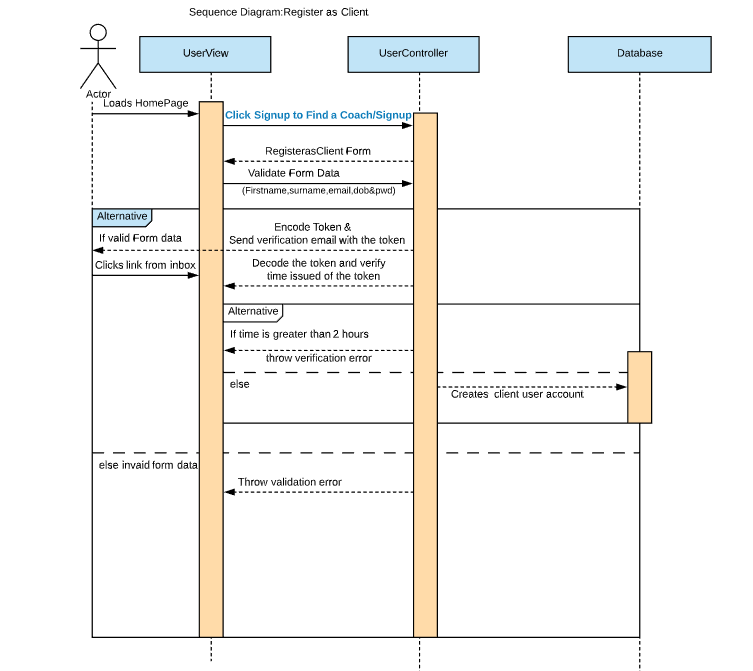 Sequence Diagram:Register as Client
UserView
UserController
Database
Actor
Loads HomePage
Click Signup to Find a Coach/Signup
RegisterasClient Form
Validate Form Data
(Firstname,surname,email,dob&pwd)
Alternative
Encode Token &
If valid Form data
Send verification email with the token
Clicks link from inbox
Decode the token and verify
time issued of the token
Alternative
If time is greater than 2 hours
throw verification error
else
Creates client user account
else invaid form data
Throw validation error